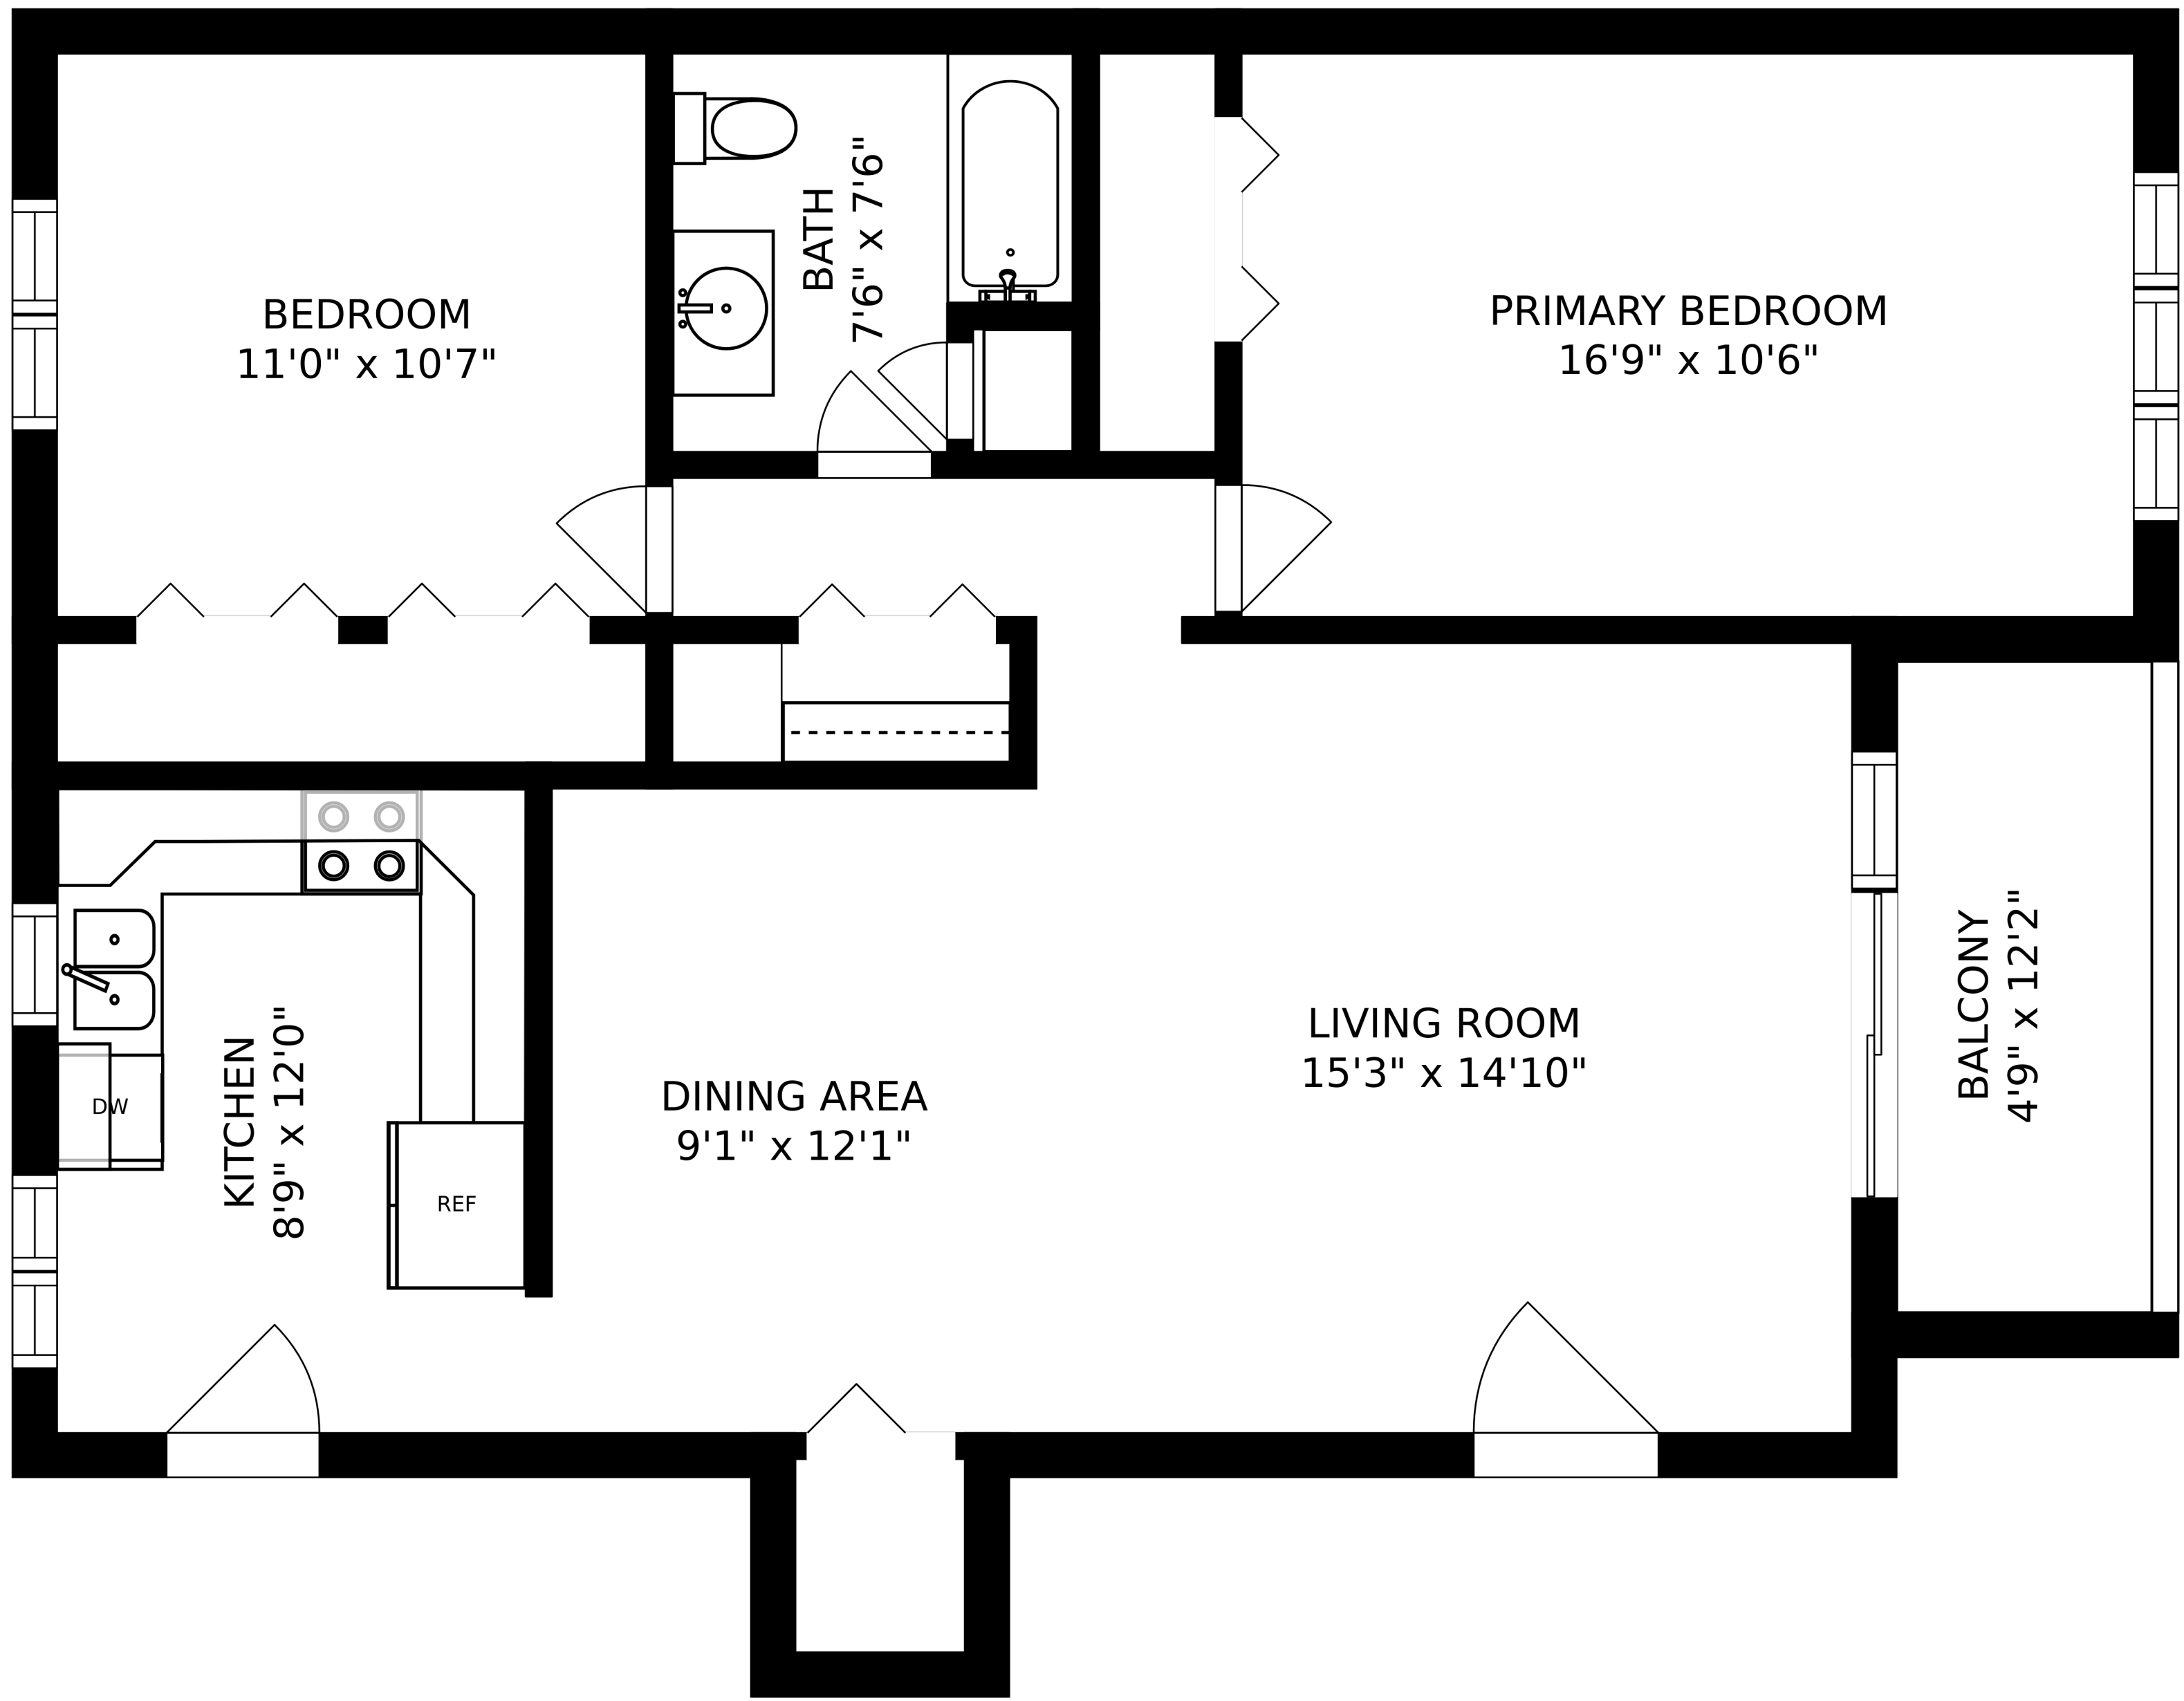 BEDROOM
11'0" x 10'7"
BATH
7'6" x 7'6"
PRIMARY BEDROOM
16'9" x 10'6"
KITCHEN
8'9" x 12'0"
DW
REF
DINING AREA
9'1" x 12'1"
LIVING ROOM
15'3" x 14'10"
BALCONY
4'9" x 12'2"